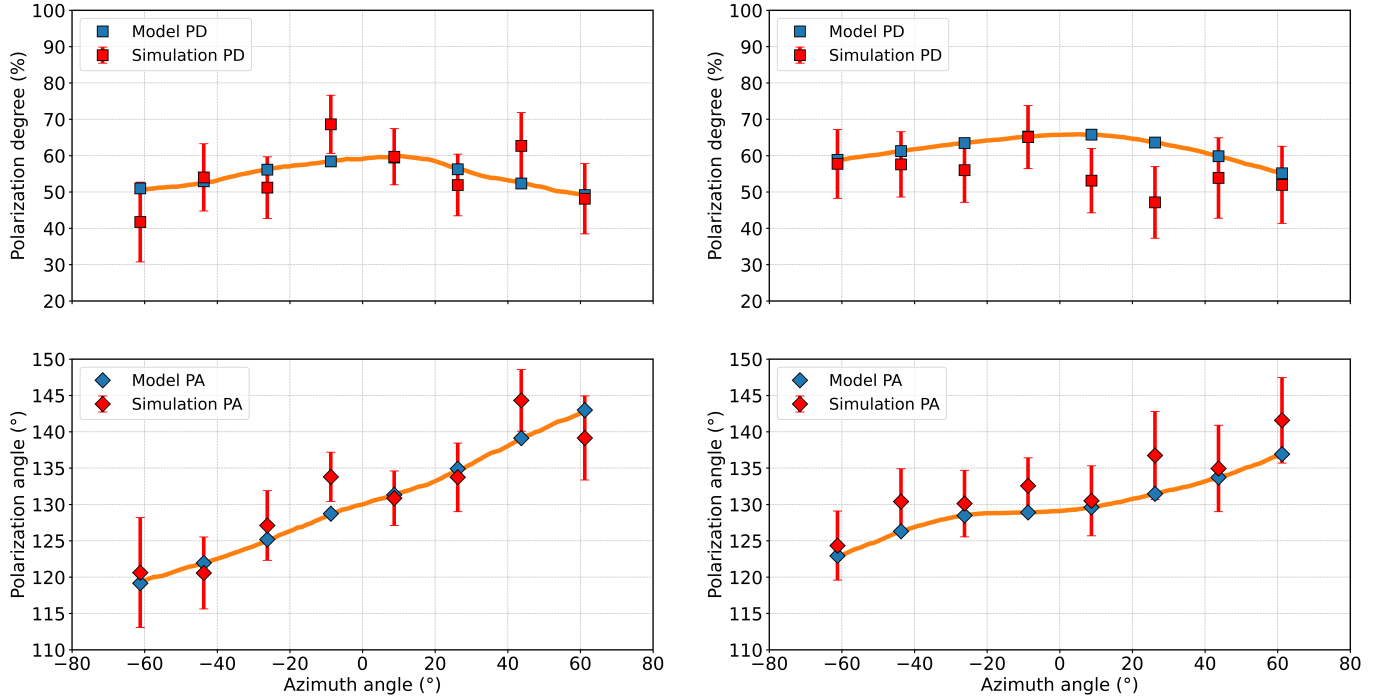 100
90
80
70
60
50
40
30
20
Polarization degree (%)
Model PD
Simulation PD
100
90
80
70
60
50
40
30
20
Polarization degree (%)
Model PD
Simulation PD
150
145
140
135
130
125
120
115
110
Polarization angle (°)
Model PA
Simulation PA
−80 −60 −40 −20 0 20 40 60 80
Azimuth angle (°)
150
145
140
135
130
125
120
115
110
Polarization angle (°)
Model PA
Simulation PA
−80 −60 −40 −20 0 20 40 60 80
Azimuth angle (°)